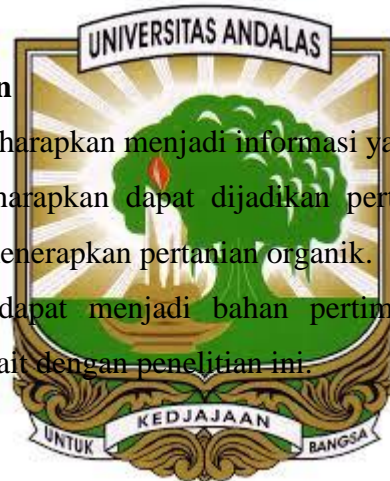 UNIVERSITAS ANDALAS
n
harapkan menjadi informasi ya
harapkan dapat dijadikan pert
enerapkan pertanian organik.
dapat menjadi bahan pertim
ait dengan penelitian ini.
KEDJAJAAN
UNTUK BANGSA